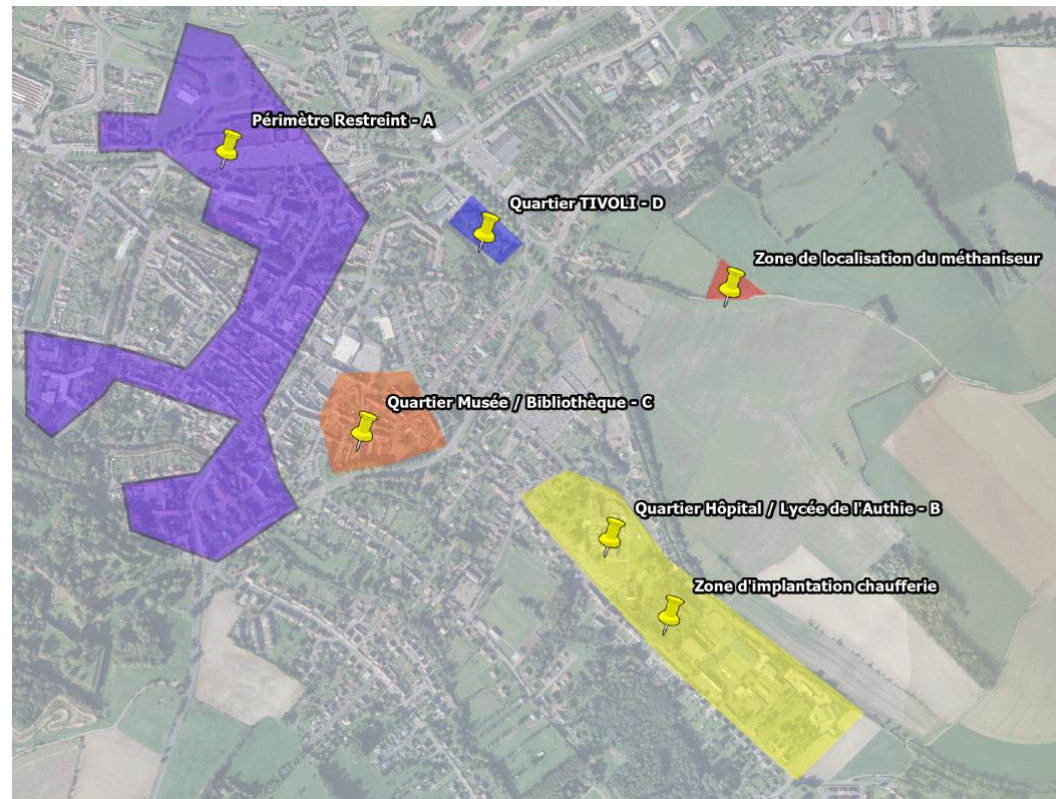 Périmètre Restreint - A
Quartier TIVOLI - D
Zone de localisation du méthaniseur
Quartier Musée / Bibliothèque - C
Quartier Hôpital / Lycée de l'Authie - B
Zone d'implantation chaufferie